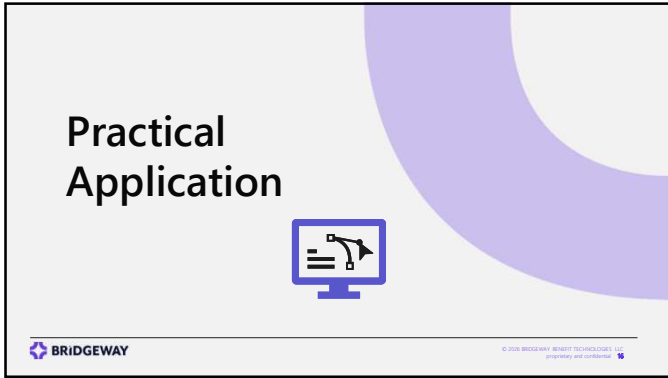 Practical
Application
BRIDGEWAY
© 2026 BRIDGEWAY BENEFIT TECHNOLOGIES LLC
proprietary and confidential 16